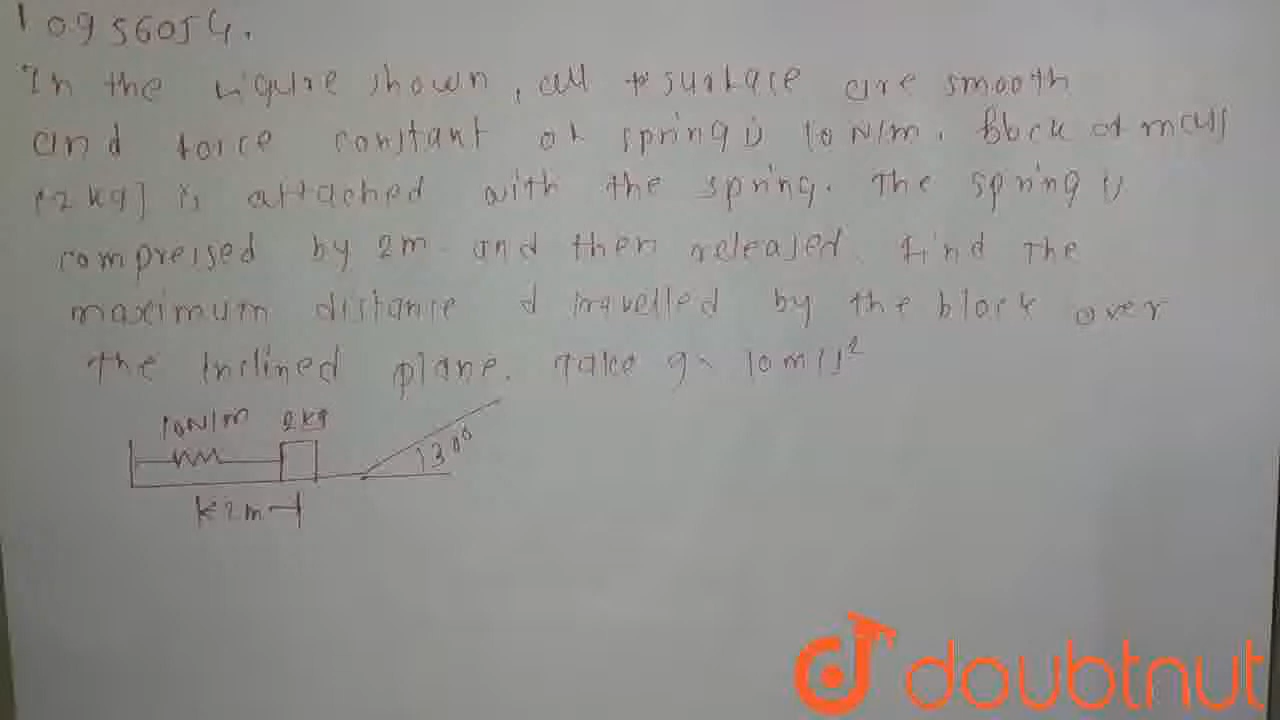 10956054.
In the figure shown, all surface are smooth
and force constant of spring is 10 N/m. Block of mass
(2 kg] is attached with the spring. The spring is
compressed by 2m and then released. Find the
maximum distance d travelled by the block over
the inclined plane. Take g = 10 m/s²
10N/m 2kg
30°
2m
doubtnut